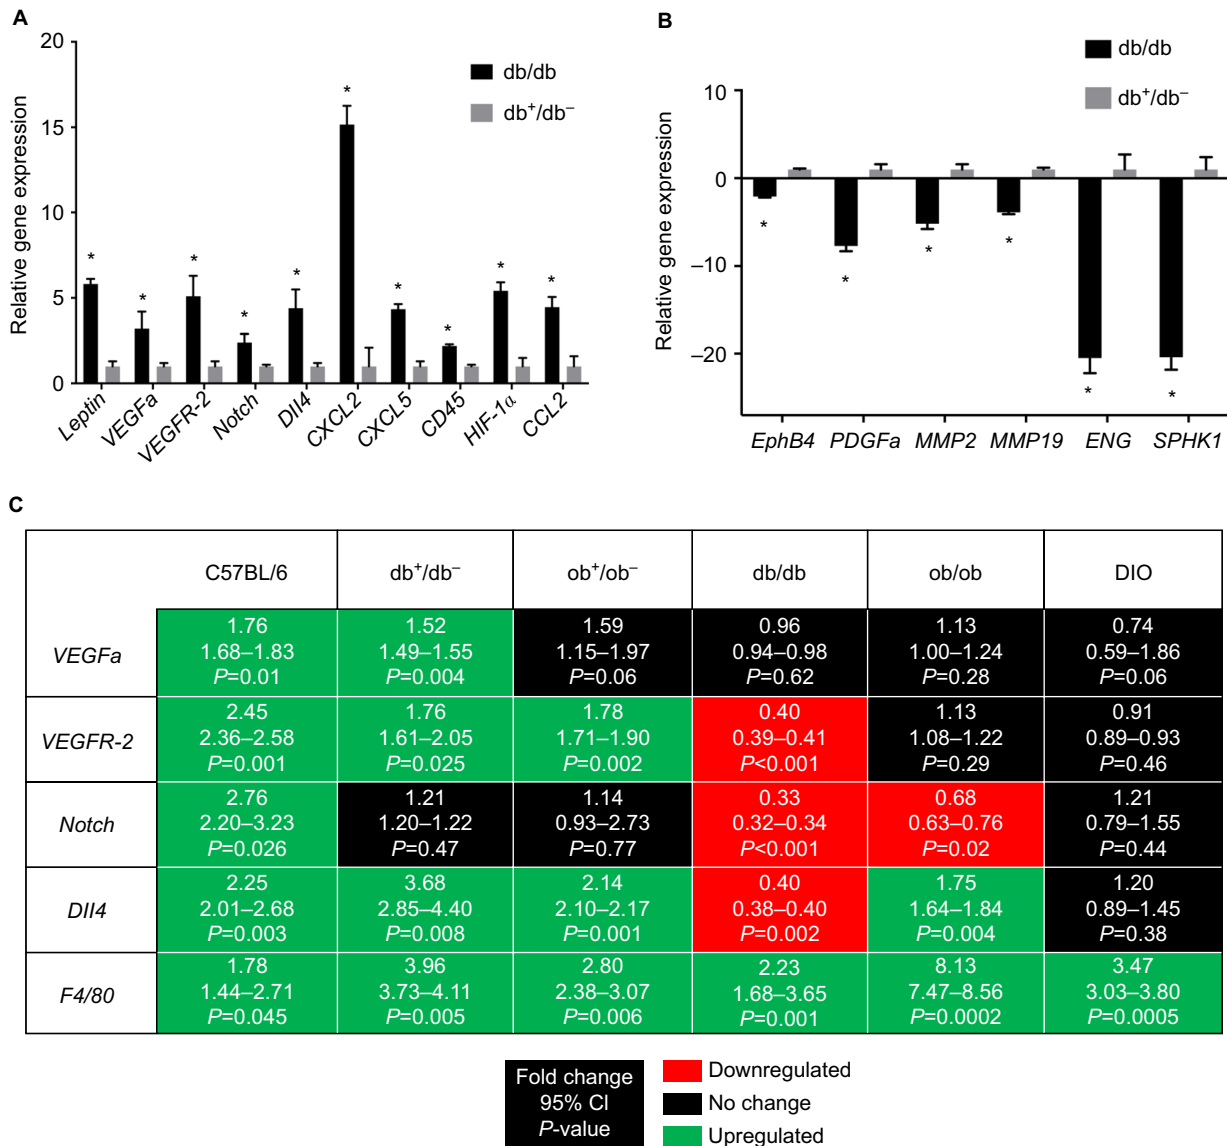 A
20
15
10
5
0
Relative gene expression
db/db
db⁺/db⁻
* * * * * * * * * *
Leptin VEGFa VEGFR-2 Notch Dll4 CXCL2 CXCL5 CD45 HIF-1α CCL2
B
10
0
–10
–20
Relative gene expression
db/db
db⁺/db⁻
* * * * * *
EphB4 PDGFa MMP2 MMP19 ENG SPHK1
C
C57BL/6 db⁺/db⁻ ob⁺/ob⁻ db/db ob/ob DIO
VEGFa
1.76 1.52 1.59 0.96 1.13 0.74
1.68–1.83 1.49–1.55 1.15–1.97 0.94–0.98 1.00–1.24 0.59–1.86
P=0.01 P=0.004 P=0.06 P=0.62 P=0.28 P=0.06
VEGFR-2
2.45 1.76 1.78 0.40 1.13 0.91
2.36–2.58 1.61–2.05 1.71–1.90 0.39–0.41 1.08–1.22 0.89–0.93
P=0.001 P=0.025 P=0.002 P<0.001 P=0.29 P=0.46
Notch
2.76 1.21 1.14 0.33 0.68 1.21
2.20–3.23 1.20–1.22 0.93–2.73 0.32–0.34 0.63–0.76 0.79–1.55
P=0.026 P=0.47 P=0.77 P<0.001 P=0.02 P=0.44
Dll4
2.25 3.68 2.14 0.40 1.75 1.20
2.01–2.68 2.85–4.40 2.10–2.17 0.38–0.40 1.64–1.84 0.89–1.45
P=0.003 P=0.008 P=0.001 P=0.002 P=0.004 P=0.38
F4/80
1.78 3.96 2.80 2.23 8.13 3.47
1.44–2.71 3.73–4.11 2.38–3.07 1.68–3.65 7.47–8.56 3.03–3.80
P=0.045 P=0.005 P=0.006 P=0.001 P=0.0002 P=0.0005
Fold change
95% CI
P-value
Downregulated
No change
Upregulated